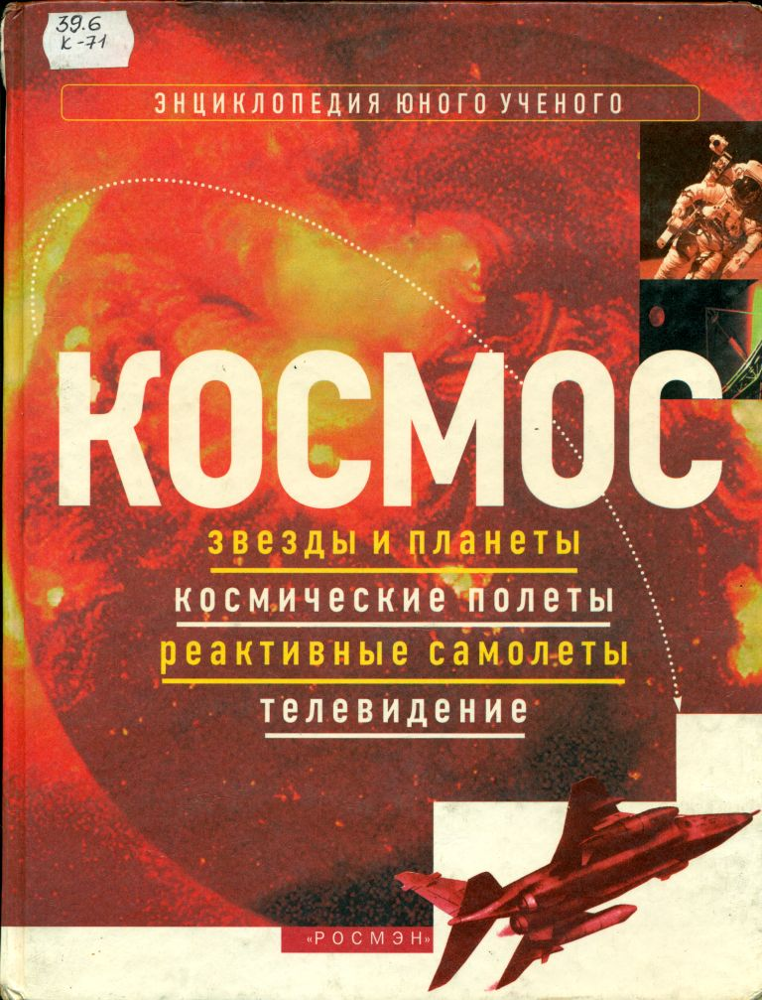 39.6
К-71
ЭНЦИКЛОПЕДИЯ ЮНОГО УЧЕНОГО
КОСМОС
звезды и планеты
космические полеты
реактивные самолеты
телевидение
«РОСМЭН»